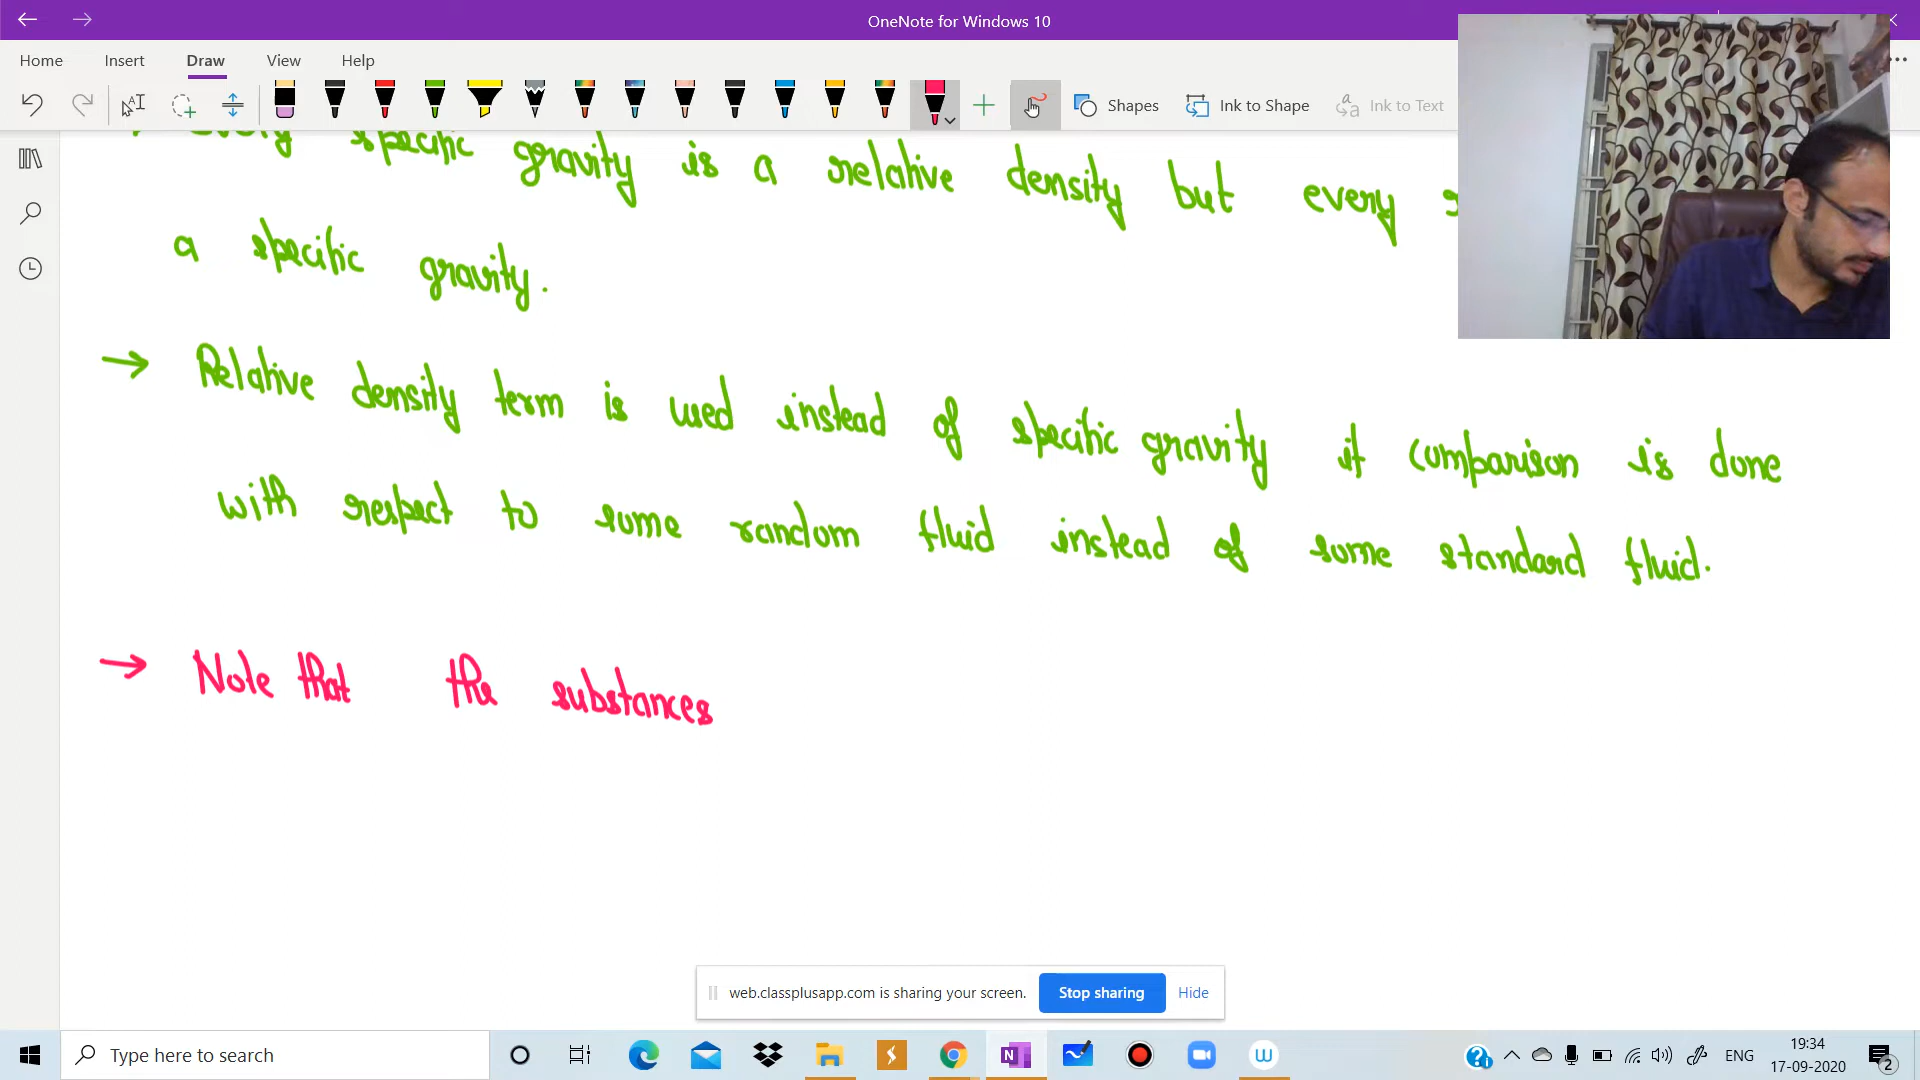 OneNote for Windows 10
Home Insert Draw View Help
Shapes Ink to Shape Ink to Text
Every specific gravity is a relative density but every
a specific gravity.
→ Relative density term is used instead of specific gravity if comparison is done
with respect to some random fluid instead of some standard fluid.
→ Note that the substances
web.classplusapp.com is sharing your screen. Stop sharing Hide
Type here to search
ENG
19:34
17-09-2020
2